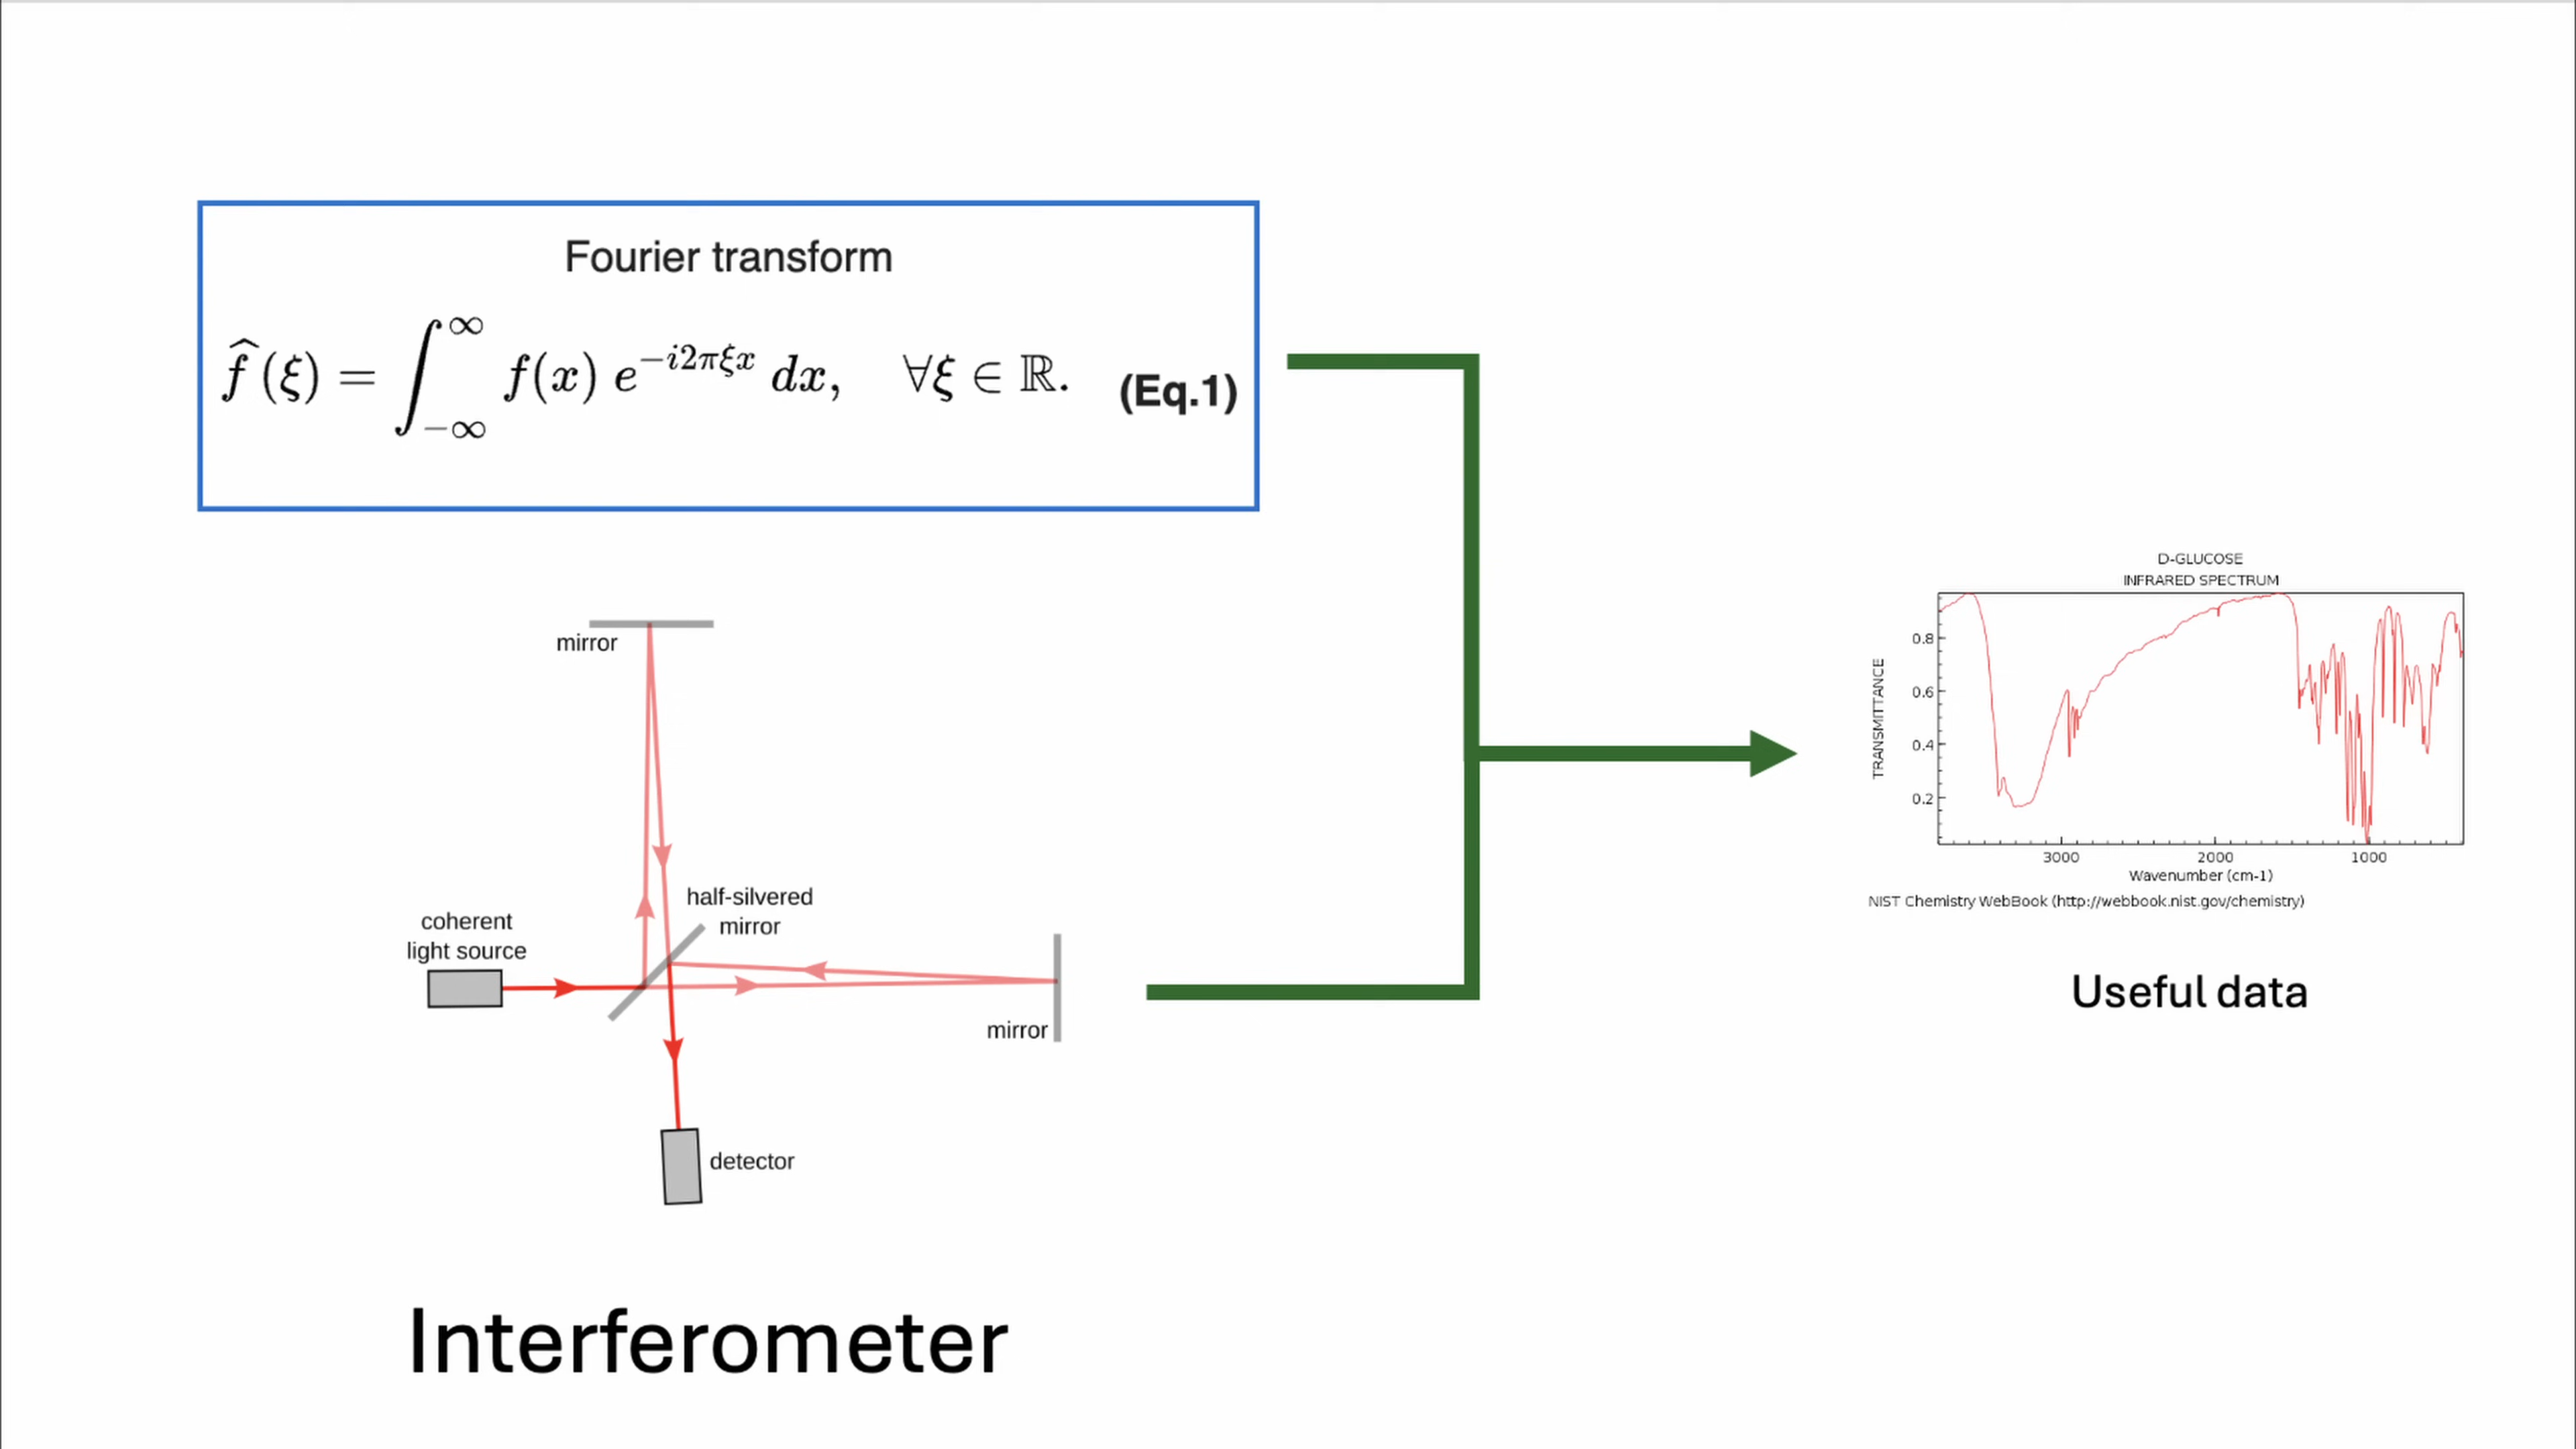 Fourier transform
f̂(ξ) = ∫_{-∞}^{∞} f(x) e^{-i2πξx} dx, ∀ξ ∈ ℝ. (Eq.1)
mirror
half-silvered
mirror
coherent
light source
mirror
detector
Interferometer
D-GLUCOSE
INFRARED SPECTRUM
TRANSMITTANCE
0.8
0.6
0.4
0.2
3000 2000 1000
Wavenumber (cm-1)
NIST Chemistry WebBook (http://webbook.nist.gov/chemistry)
Useful data